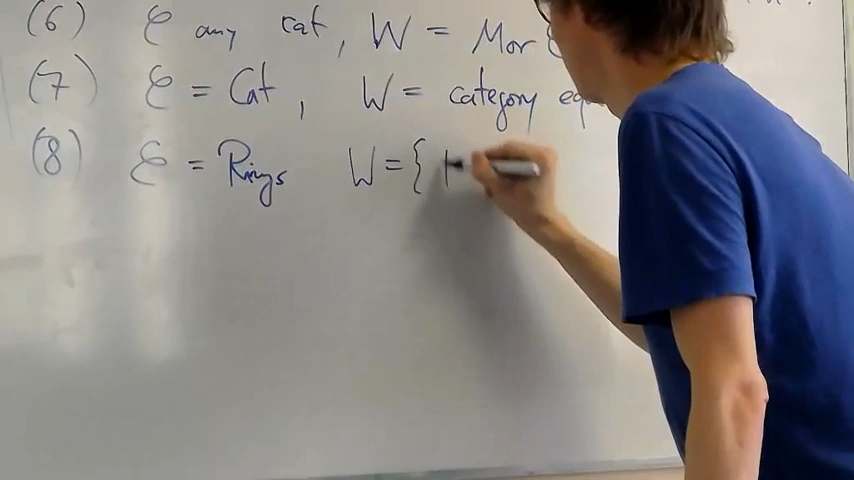 (6) C any cat, W = Mor C
(7) C = Cat, W = category eq
(8) C = Rings W = {